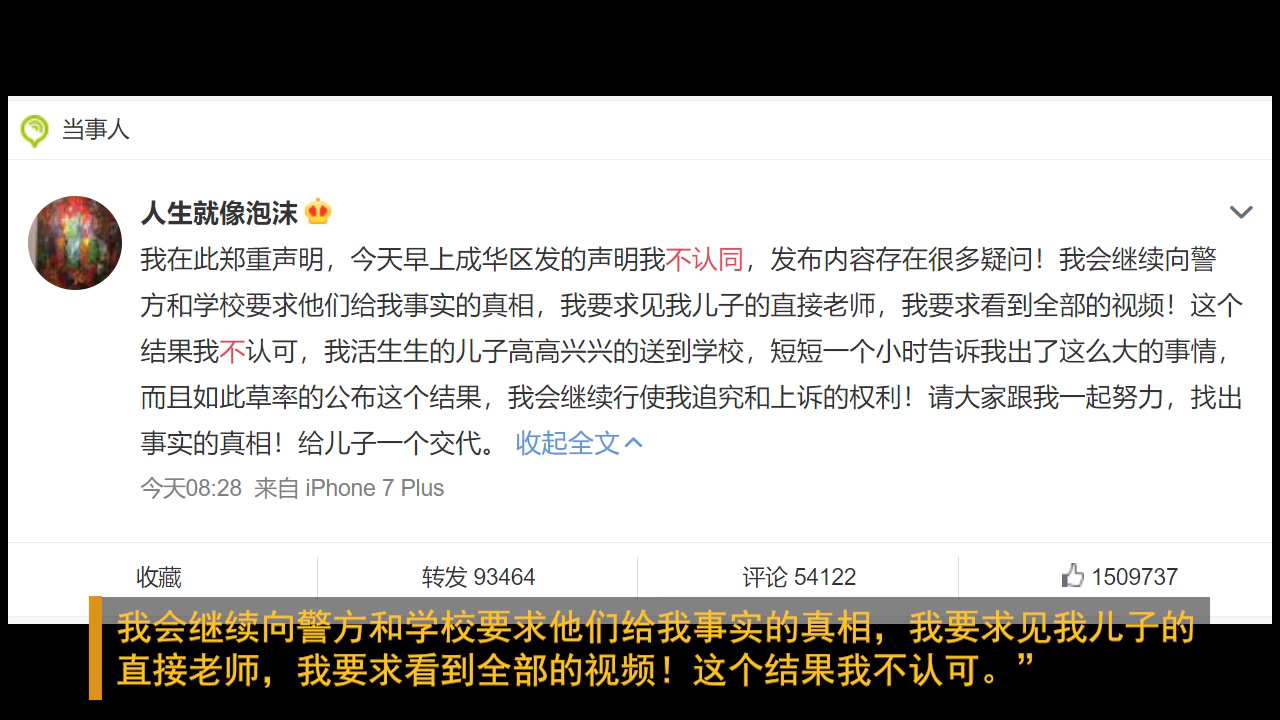 当事人
人生就像泡沫
我在此郑重声明，今天早上成华区发的声明我不认同，发布内容存在很多疑问！我会继续向警
方和学校要求他们给我事实的真相，我要求见我儿子的直接老师，我要求看到全部的视频！这个
结果我不认可，我活生生的儿子高高兴兴的送到学校，短短一个小时告诉我出了这么大的事情，
而且如此草率的公布这个结果，我会继续行使我追究和上诉的权利！请大家跟我一起努力，找出
事实的真相！给儿子一个交代。 收起全文
今天08:28 来自 iPhone 7 Plus
收藏 转发 93464 评论 54122 1509737
我会继续向警方和学校要求他们给我事实的真相，我要求见我儿子的
直接老师，我要求看到全部的视频！这个结果我不认可。”